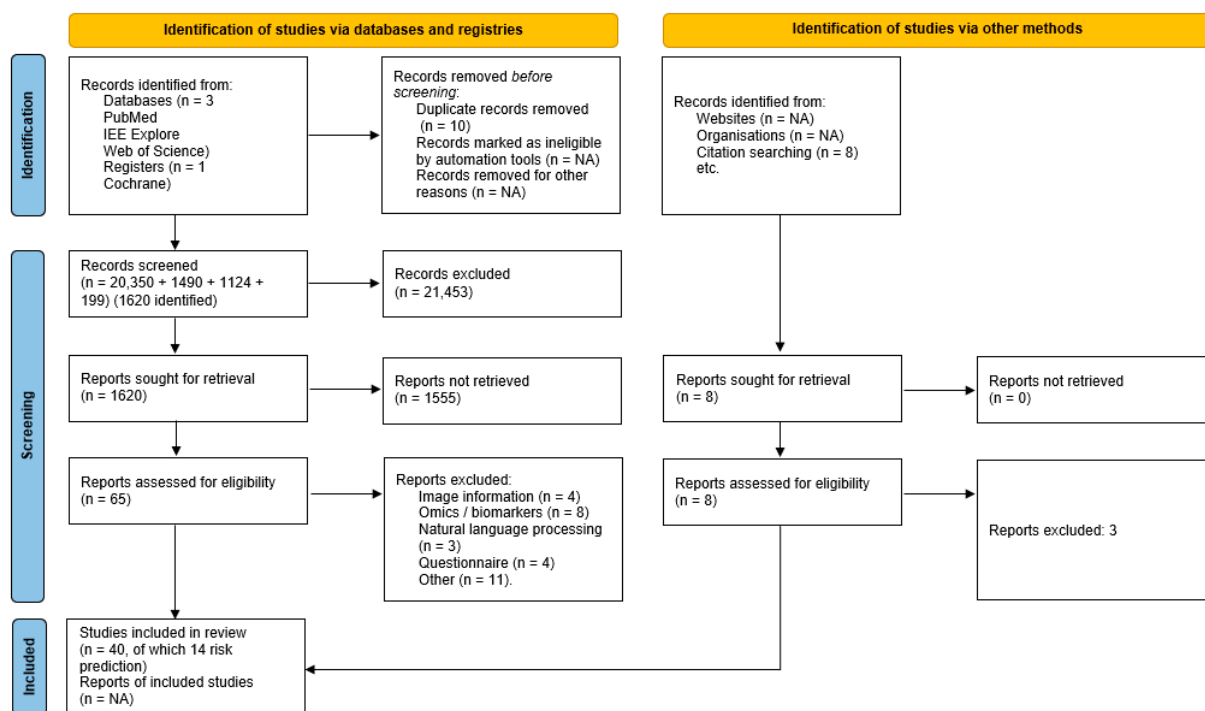 Identification of studies via databases and registries
Identification of studies via other methods
Identification
Records identified from:
Databases (n = 3
PubMed
IEE Explore
Web of Science)
Registers (n = 1
Cochrane)
Records removed before
screening:
Duplicate records removed
(n = 10)
Records marked as ineligible
by automation tools (n = NA)
Records removed for other
reasons (n = NA)
Records identified from:
Websites (n = NA)
Organisations (n = NA)
Citation searching (n = 8)
etc.
Screening
Records screened
(n = 20,350 + 1490 + 1124 +
199) (1620 identified)
Records excluded
(n = 21,453)
Reports sought for retrieval
(n = 1620)
Reports not retrieved
(n = 1555)
Reports sought for retrieval
(n = 8)
Reports not retrieved
(n = 0)
Reports assessed for eligibility
(n = 65)
Reports excluded:
Image information (n = 4)
Omics / biomarkers (n = 8)
Natural language processing
(n = 3)
Questionnaire (n = 4)
Other (n = 11).
Reports assessed for eligibility
(n = 8)
Reports excluded: 3
Included
Studies included in review
(n = 40, of which 14 risk
prediction)
Reports of included studies
(n = NA)